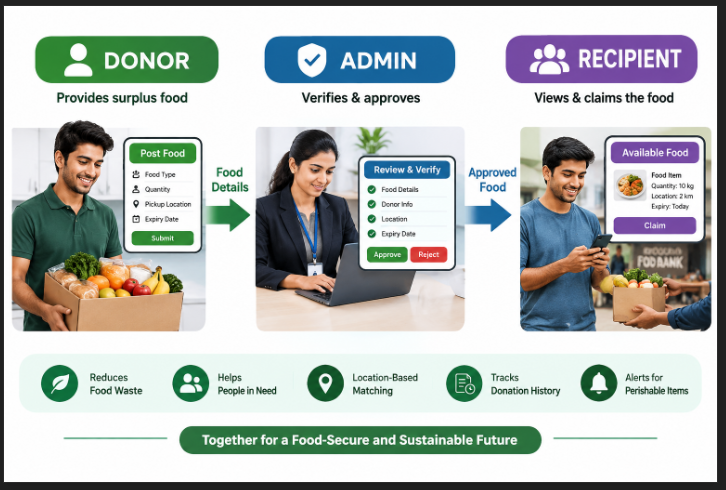 DONOR
Provides surplus food
ADMIN
Verifies & approves
RECIPIENT
Views & claims the food
Post Food
Food Type
Quantity
Pickup Location
Expiry Date
Submit
Food
Details
Review & Verify
Food Details
Donor Info
Location
Expiry Date
Approve
Reject
Approved
Food
Available Food
Food Item
Quantity: 10 kg
Location: 2 km
Expiry: Today
Claim
FOOD BANK
Reduces
Food Waste
Helps
People in Need
Location-Based
Matching
Tracks
Donation History
Alerts for
Perishable Items
Together for a Food-Secure and Sustainable Future